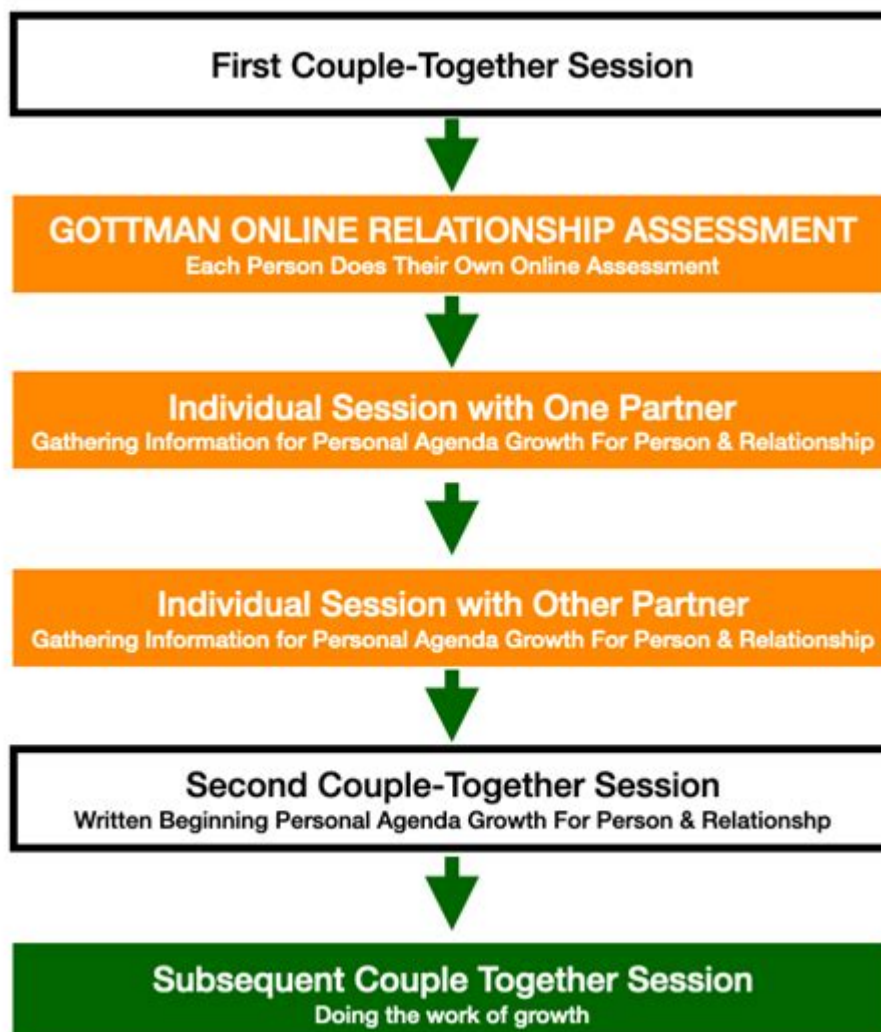 First Couple-Together Session
GOTTMAN ONLINE RELATIONSHIP ASSESSMENT
Each Person Does Their Own Online Assessment
Individual Session with One Partner
Gathering Information for Personal Agenda Growth For Person & Relationship
Individual Session with Other Partner
Gathering Information for Personal Agenda Growth For Person & Relationship
Second Couple-Together Session
Written Beginning Personal Agenda Growth For Person & Relationshp
Subsequent Couple Together Session
Doing the work of growth